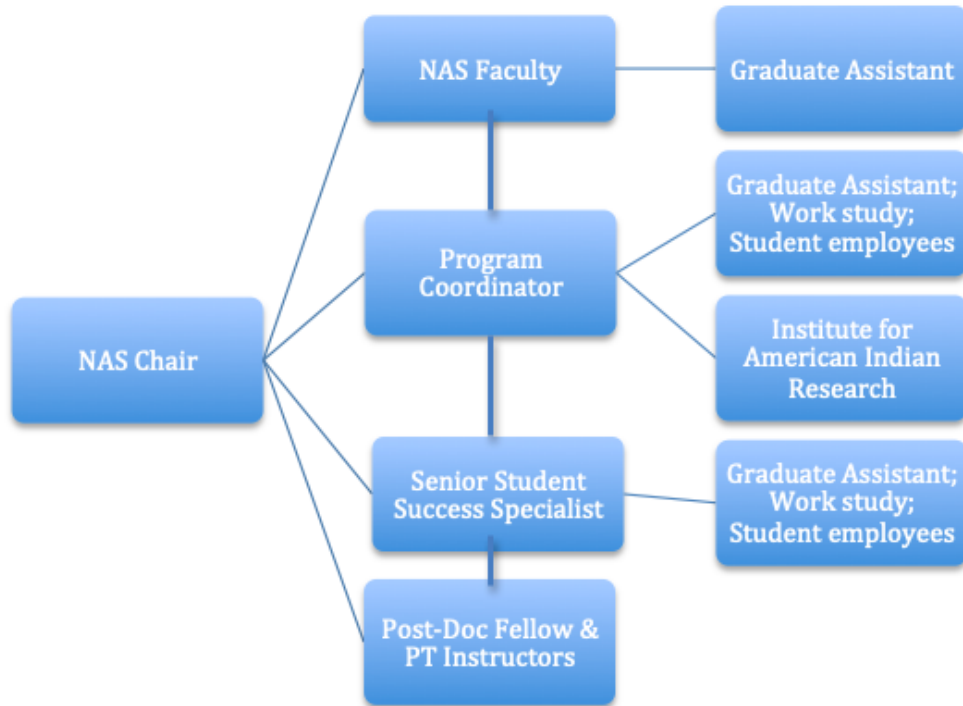 NAS Faculty
Graduate Assistant
Graduate Assistant;
Work study;
Student employees
Program
Coordinator
NAS Chair
Institute for
American Indian
Research
Senior Student
Success Specialist
Graduate Assistant;
Work study;
Student employees
Post-Doc Fellow &
PT Instructors